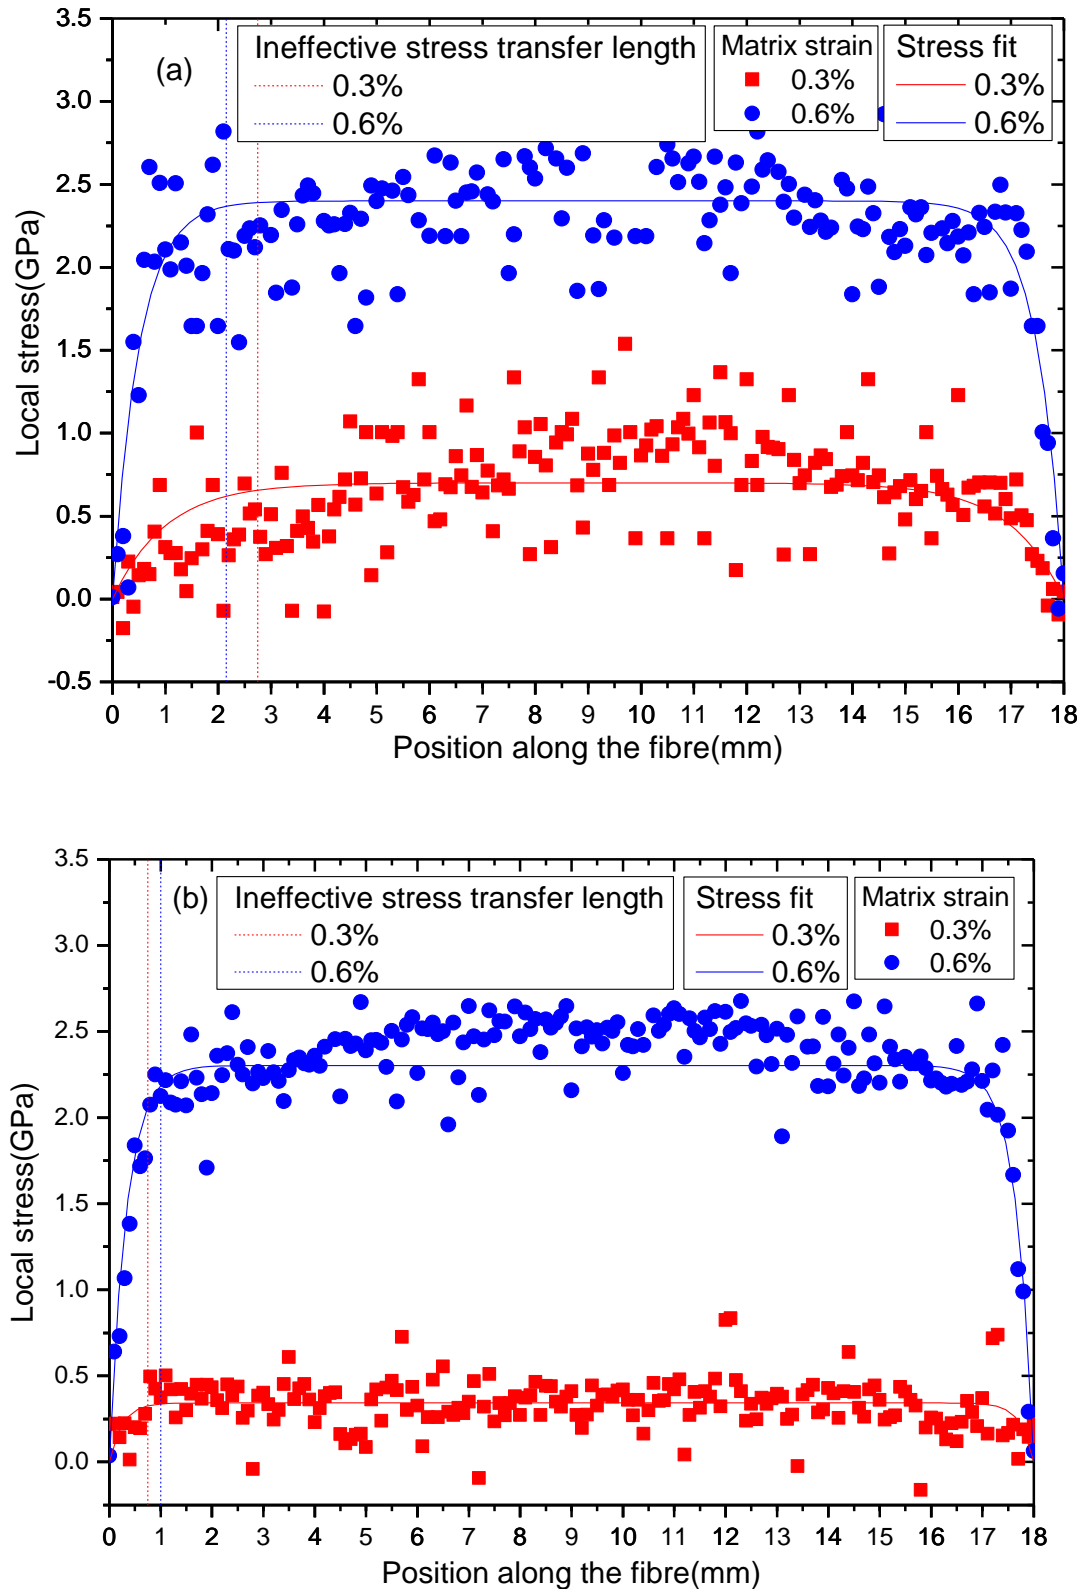 (a)
Ineffective stress transfer length
0.3%
0.6%
Matrix strain
0.3%
0.6%
Stress fit
0.3%
0.6%
3.5
3.0
2.5
2.0
1.5
1.0
0.5
0.0
-0.5
Local stress(GPa)
0 1 2 3 4 5 6 7 8 9 10 11 12 13 14 15 16 17 18
Position along the fibre(mm)
(b)
Ineffective stress transfer length
0.3%
0.6%
Stress fit
0.3%
0.6%
Matrix strain
0.3%
0.6%
3.5
3.0
2.5
2.0
1.5
1.0
0.5
0.0
Local stress(GPa)
0 1 2 3 4 5 6 7 8 9 10 11 12 13 14 15 16 17 18
Position along the fibre(mm)